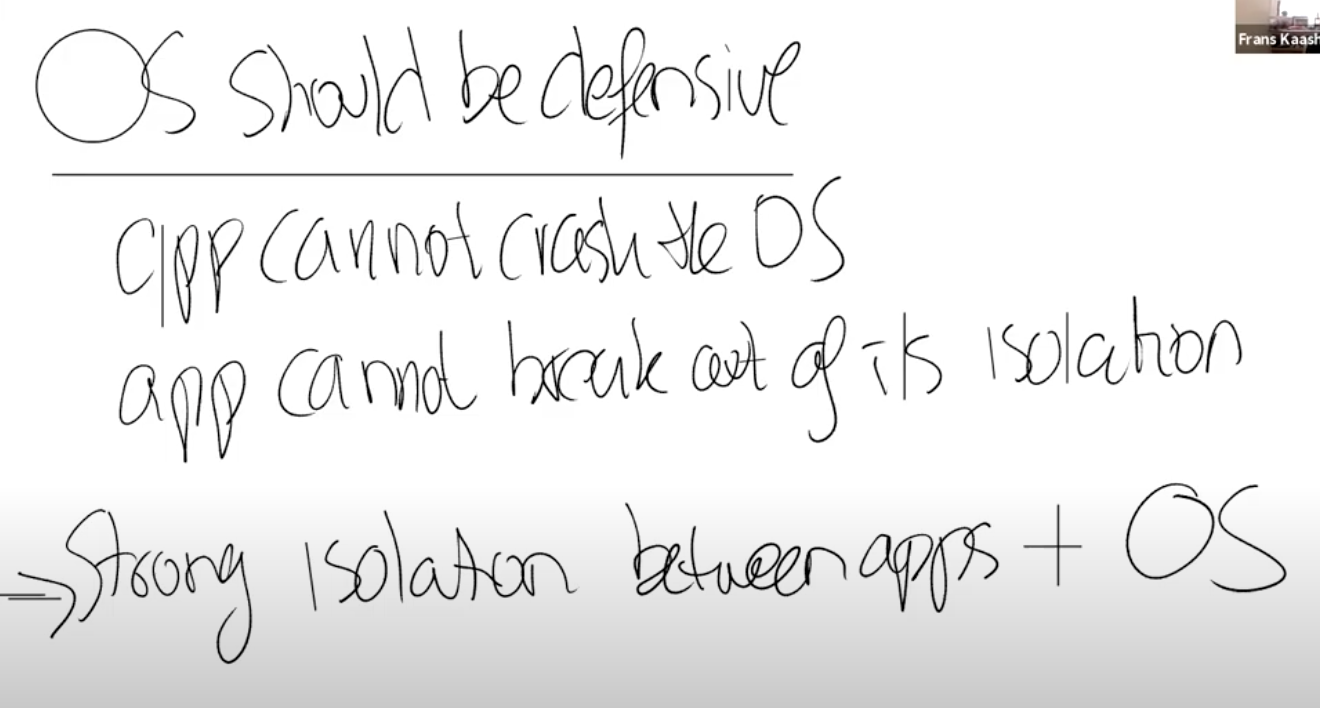 Frans Kaash
OS should be defensive
app cannot crash the OS
app cannot break out of its isolation
⇒ Strong isolation between apps + OS